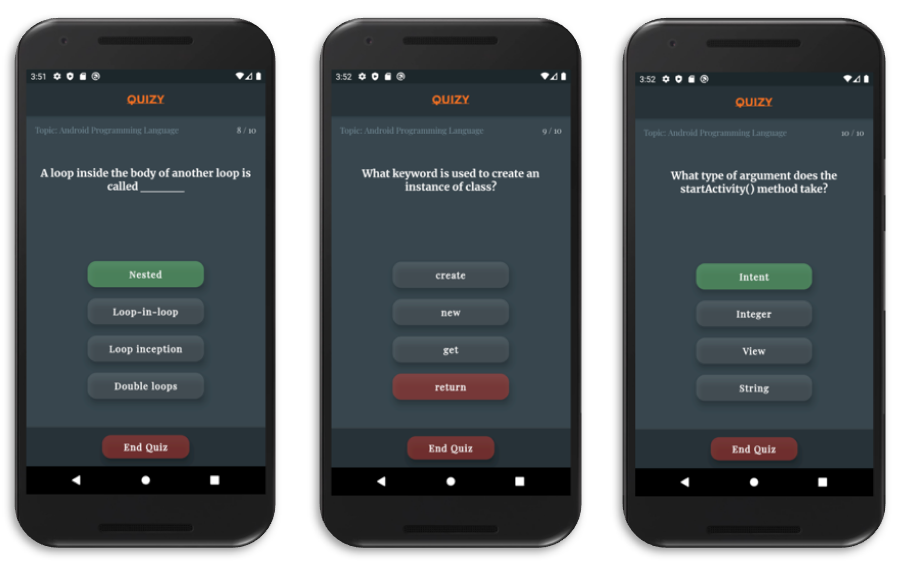 3:51
QUIZY
Topic: Android Programming Language 8 / 10
A loop inside the body of another loop is
called _______
Nested
Loop-in-loop
Loop inception
Double loops
End Quiz
3:52
QUIZY
Topic: Android Programming Language 9 / 10
What keyword is used to create an
instance of class?
create
new
get
return
End Quiz
3:52
QUIZY
Topic: Android Programming Language 10 / 10
What type of argument does the
startActivity() method take?
Intent
Integer
View
String
End Quiz